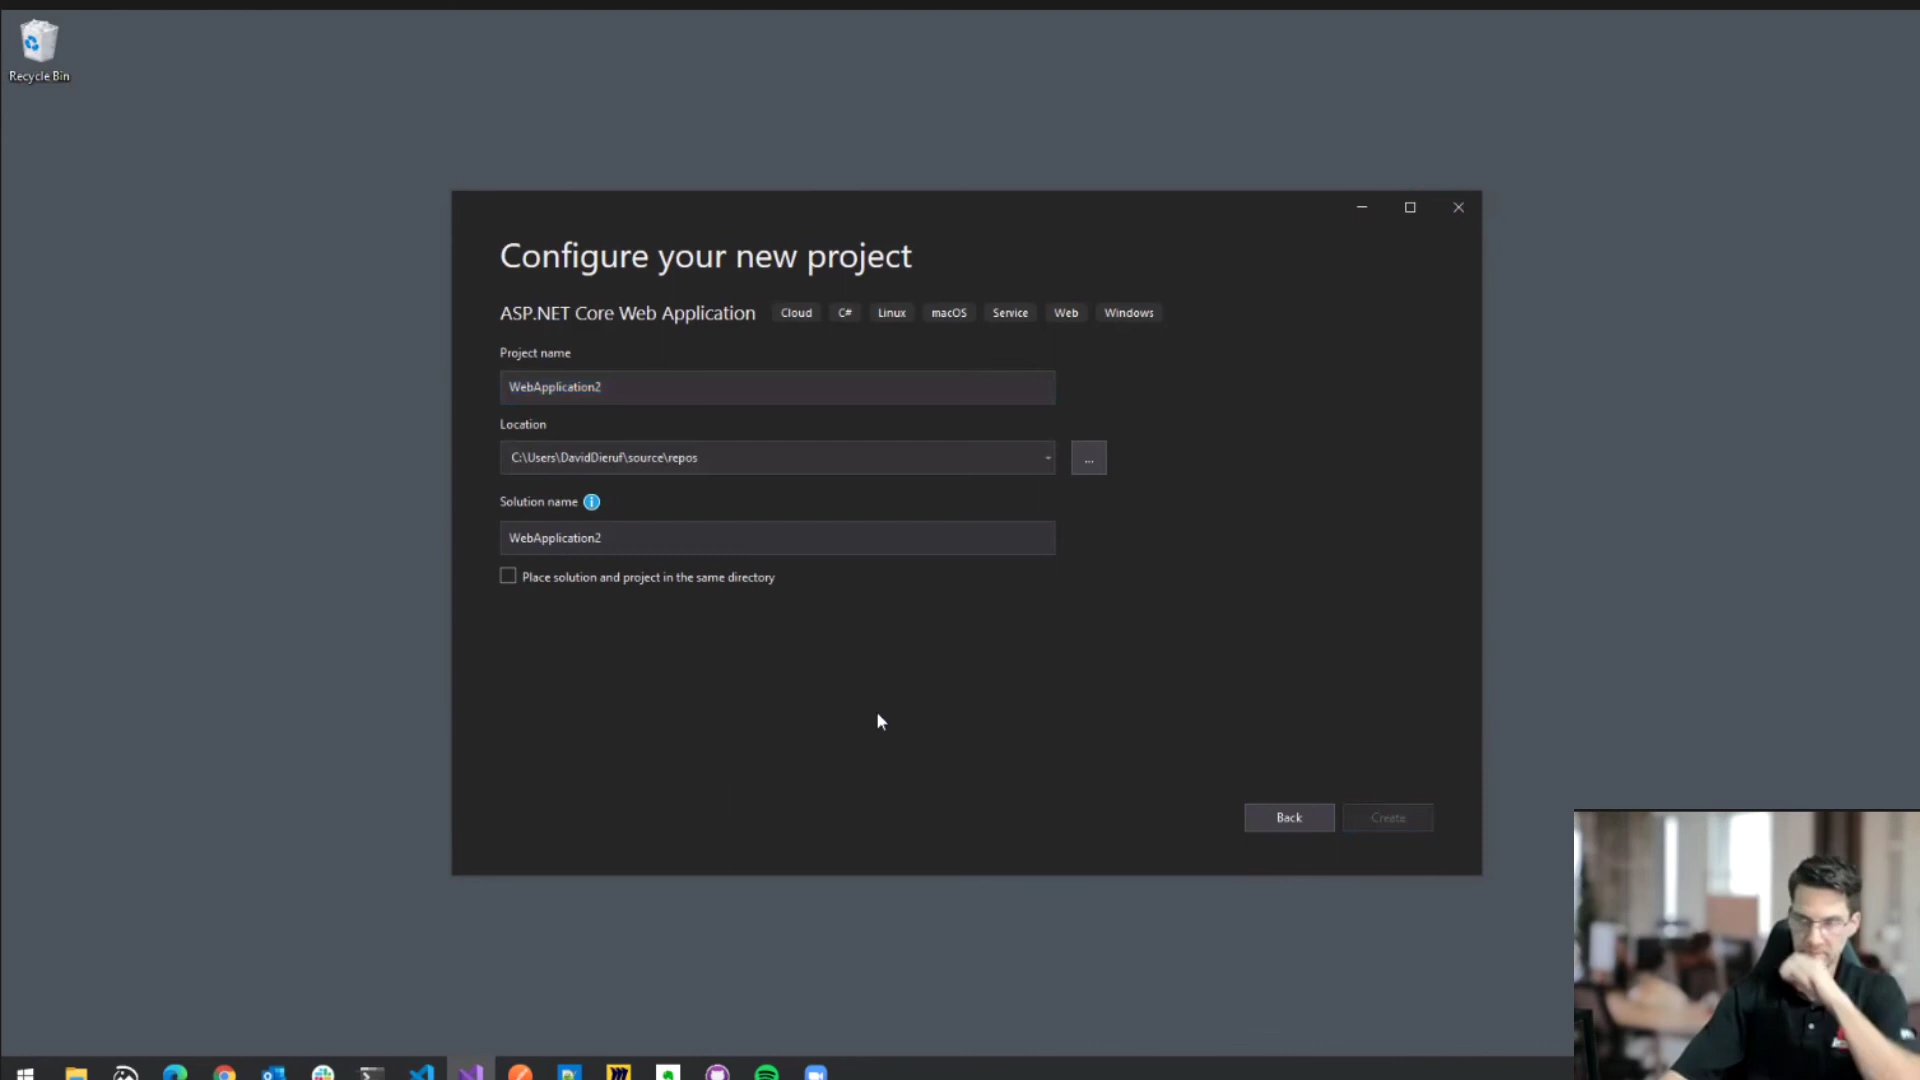 Recycle Bin
Configure your new project
ASP.NET Core Web Application Cloud C# Linux macOS Service Web Windows
Project name
WebApplication2
Location
C:\Users\DavidDieruf\source\repos
...
Solution name
WebApplication2
Place solution and project in the same directory
Back Create